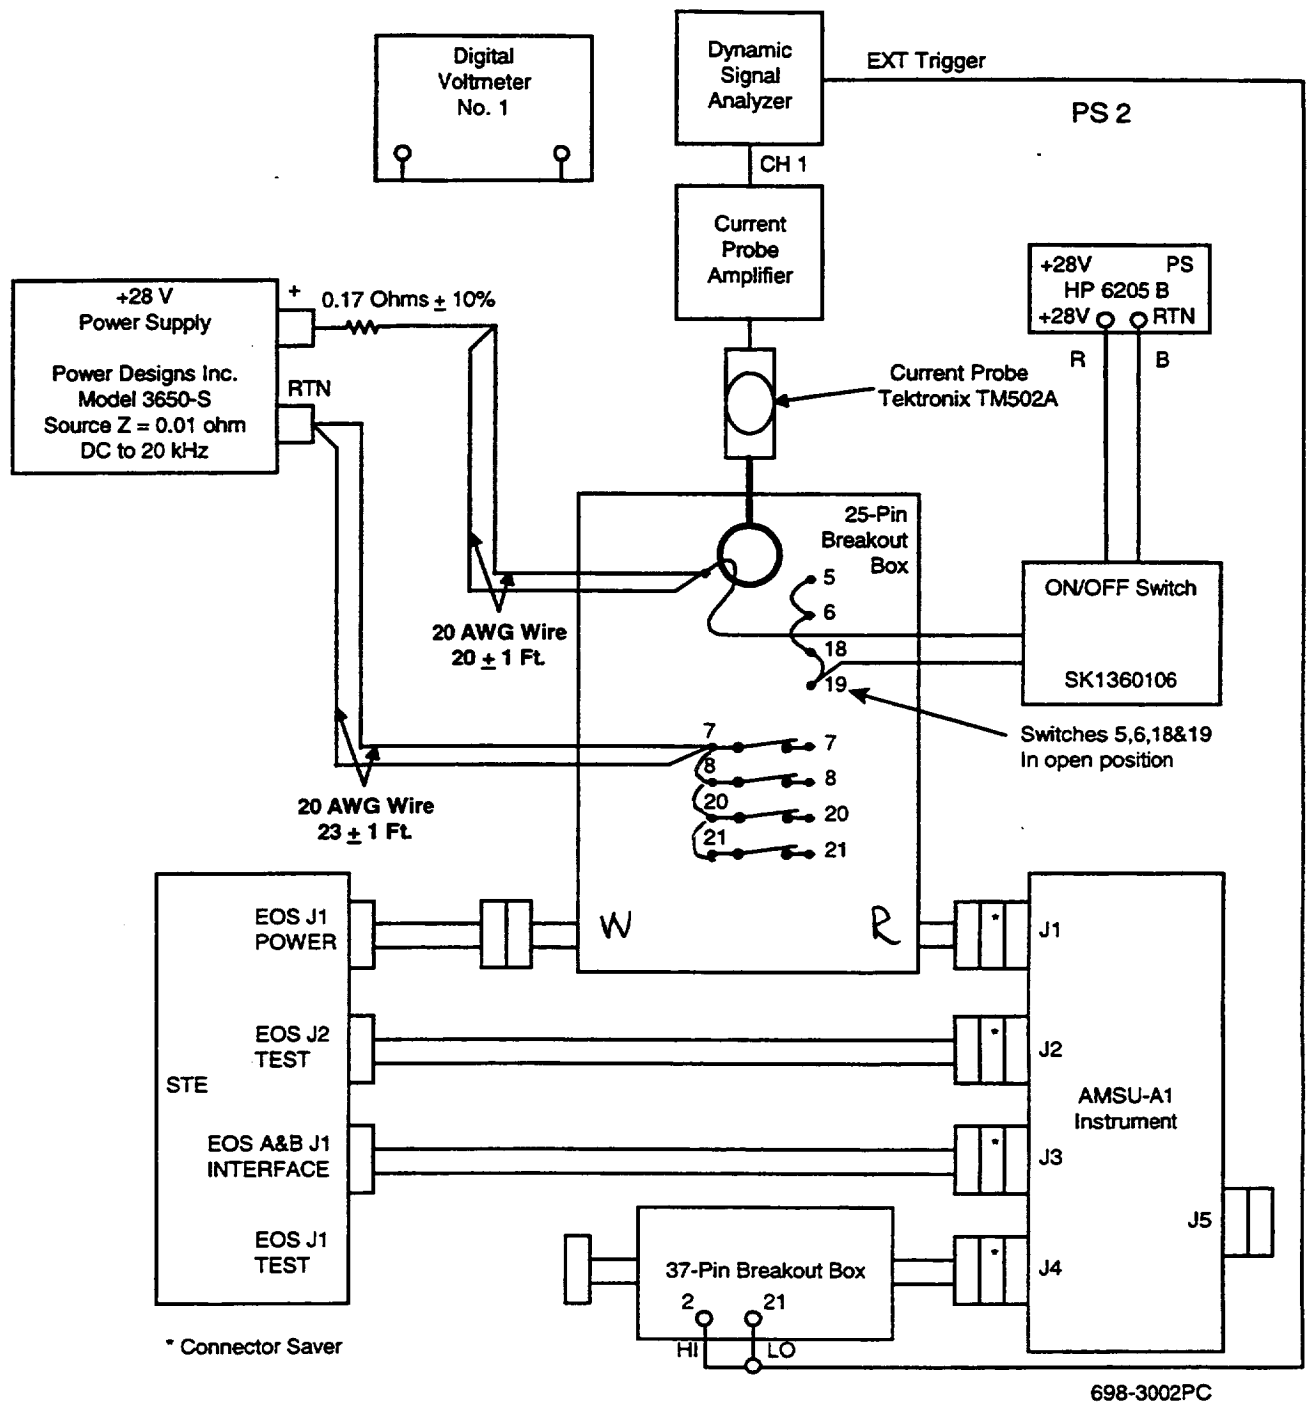 Digital
Voltmeter
No. 1
Dynamic
Signal
Analyzer
EXT Trigger
PS 2
CH 1
Current
Probe
Amplifier
+28V PS
HP 6205 B
+28V RTN
R B
+28 V
Power Supply
Power Designs Inc.
Model 3650-S
Source Z = 0.01 ohm
DC to 20 kHz
+
0.17 Ohms ± 10%
RTN
Current Probe
Tektronix TM502A
25-Pin
Breakout
Box
5
6
18
19
ON/OFF Switch
SK1360106
20 AWG Wire
20 ± 1 Ft.
Switches 5,6,18&19
In open position
7 7
8 8
20 20
21 21
20 AWG Wire
23 ± 1 Ft.
W R
STE
EOS J1
POWER
EOS J2
TEST
EOS A&B J1
INTERFACE
EOS J1
TEST
* J1
* J2
* J3
* J4
AMSU-A1
Instrument
J5
37-Pin Breakout Box
2 21
HI LO
* Connector Saver
698-3002PC